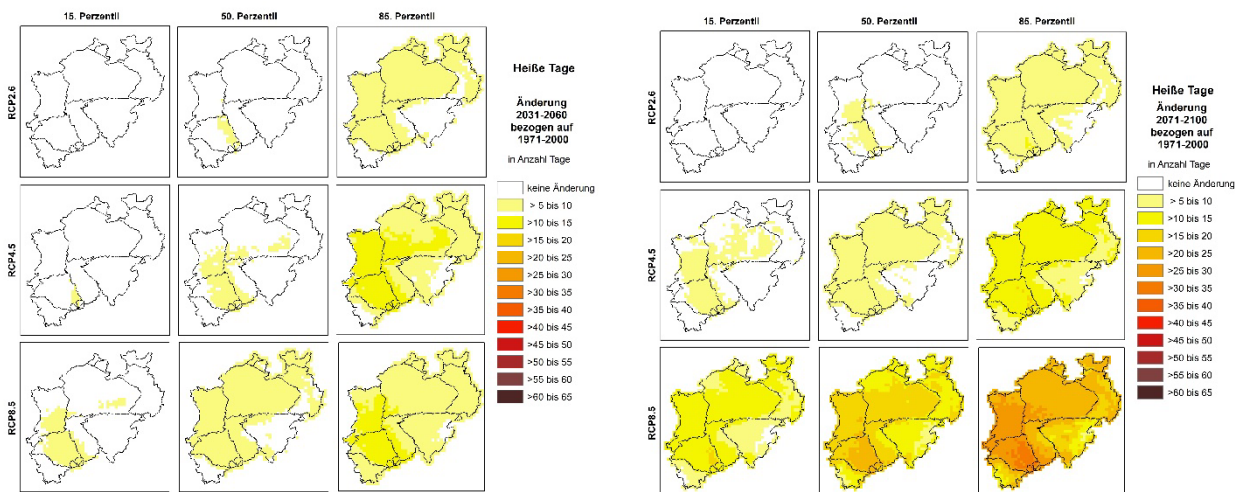 15. Perzentil
50. Perzentil
85. Perzentil
RCP2.6
RCP4.5
RCP8.5
Heiße Tage
Änderung
2031-2060
bezogen auf
1971-2000
in Anzahl Tage
keine Änderung
> 5 bis 10
>10 bis 15
>15 bis 20
>20 bis 25
>25 bis 30
>30 bis 35
>35 bis 40
>40 bis 45
>45 bis 50
>50 bis 55
>55 bis 60
>60 bis 65
15. Perzentil
50. Perzentil
85. Perzentil
RCP2.6
RCP4.5
RCP8.5
Heiße Tage
Änderung
2071-2100
bezogen auf
1971-2000
in Anzahl Tage
keine Änderung
> 5 bis 10
>10 bis 15
>15 bis 20
>20 bis 25
>25 bis 30
>30 bis 35
>35 bis 40
>40 bis 45
>45 bis 50
>50 bis 55
>55 bis 60
>60 bis 65